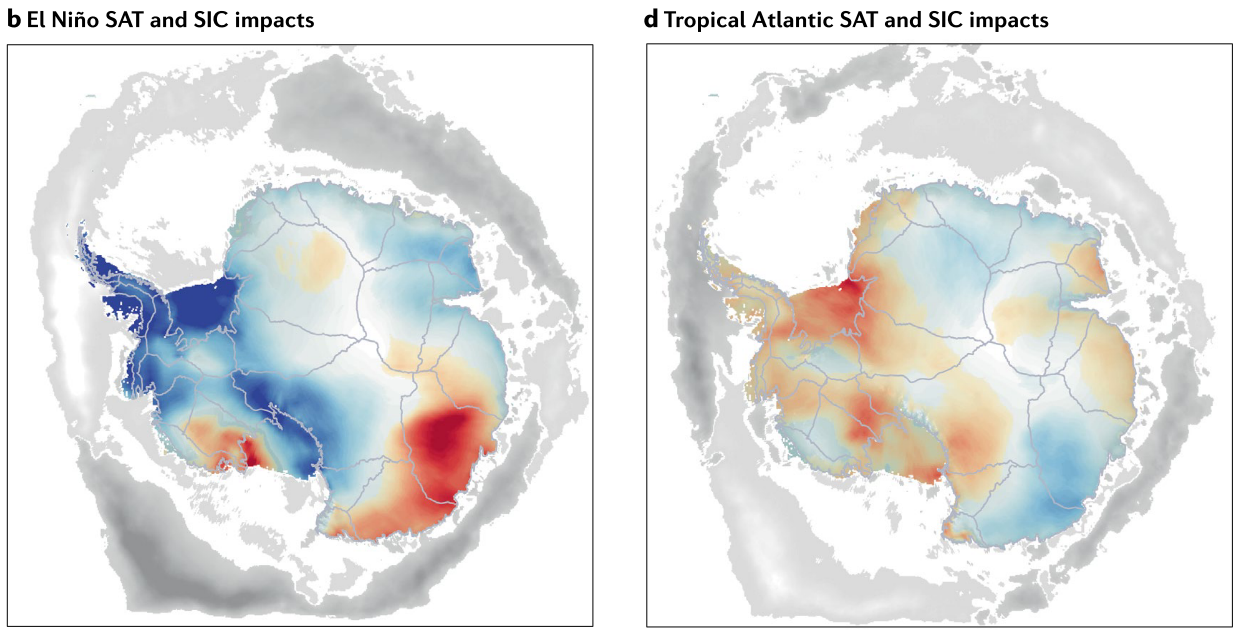 b El Niño SAT and SIC impacts
d Tropical Atlantic SAT and SIC impacts